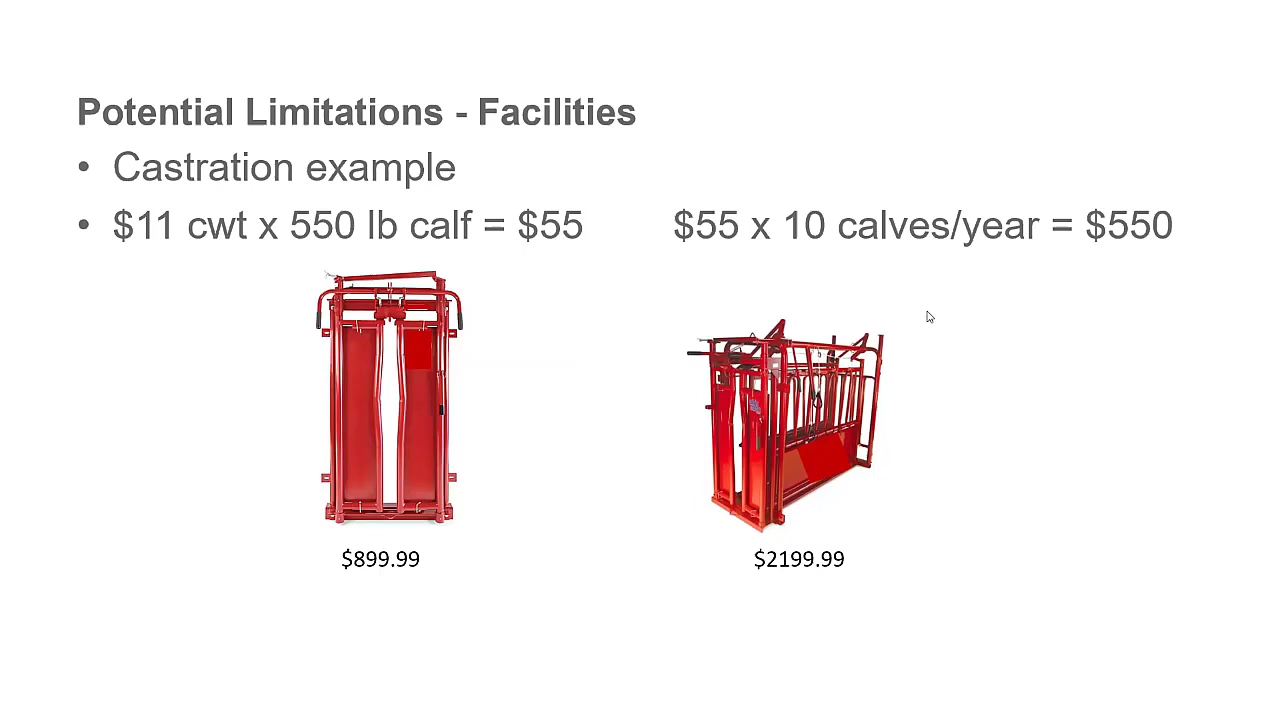 Potential Limitations - Facilities
• Castration example
• $11 cwt x 550 lb calf = $55 $55 x 10 calves/year = $550
$899.99
$2199.99